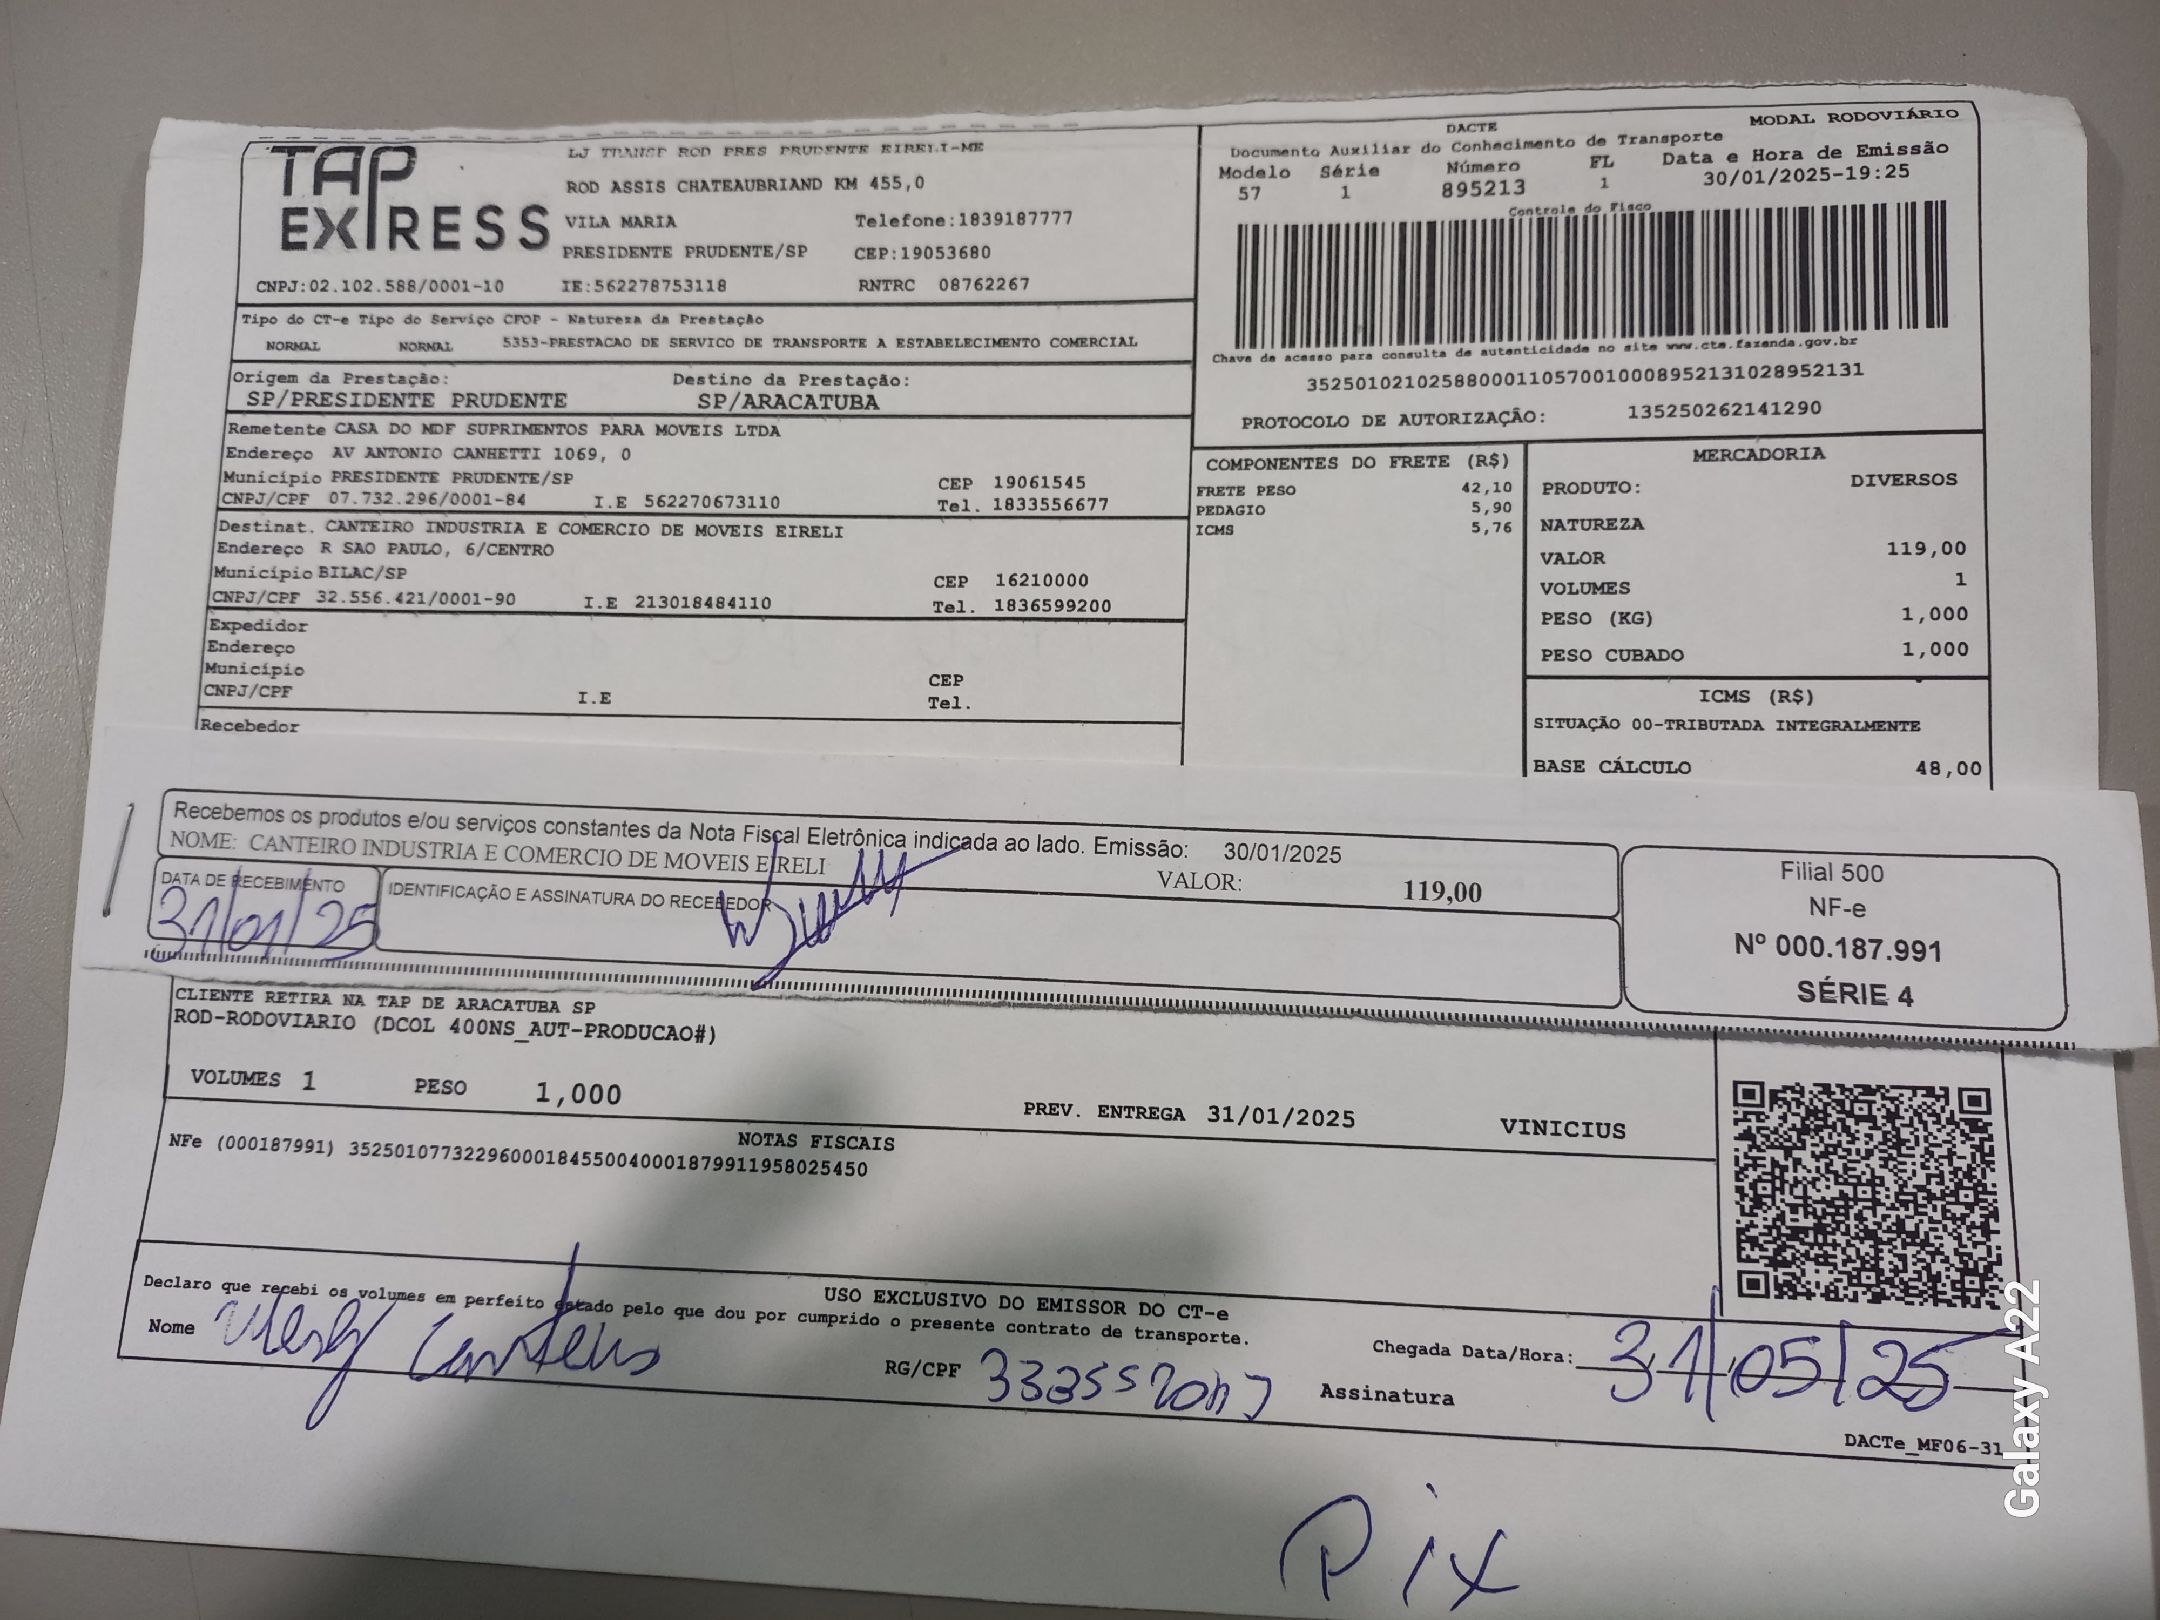 TAP EXPRESS
LJ TRANSP ROD PRES PRUDENTE EIRELI-ME
ROD ASSIS CHATEAUBRIAND KM 455,0
VILA MARIA Telefone:1839187777
PRESIDENTE PRUDENTE/SP CEP:19053680
CNPJ:02.102.588/0001-10 IE:562278753118 RNTRC 08762267
DACTE MODAL RODOVIÁRIO
Documento Auxiliar do Conhecimento de Transporte
Modelo Série Número FL Data e Hora de Emissão
57 1 895213 1 30/01/2025-19:25
Controle do Fisco
Chave de acesso para consulta de autenticidade no site www.cte.fazenda.gov.br
35250102102588000110570010008952131028952131
PROTOCOLO DE AUTORIZAÇÃO: 135250262141290
Tipo do CT-e Tipo do Serviço CFOP - Natureza da Prestação
NORMAL NORMAL 5353-PRESTACAO DE SERVICO DE TRANSPORTE A ESTABELECIMENTO COMERCIAL
Origem da Prestação: Destino da Prestação:
SP/PRESIDENTE PRUDENTE SP/ARACATUBA
Remetente CASA DO MDF SUPRIMENTOS PARA MOVEIS LTDA
Endereço AV ANTONIO CANHETTI 1069, 0
Município PRESIDENTE PRUDENTE/SP CEP 19061545
CNPJ/CPF 07.732.296/0001-84 I.E 562270673110 Tel. 1833556677
Destinat. CANTEIRO INDUSTRIA E COMERCIO DE MOVEIS EIRELI
Endereço R SAO PAULO, 6/CENTRO
Município BILAC/SP CEP 16210000
CNPJ/CPF 32.556.421/0001-90 I.E 213018484110 Tel. 1836599200
Expedidor
Endereço
Município CEP
CNPJ/CPF I.E Tel.
Recebedor
COMPONENTES DO FRETE (R$)
FRETE PESO 42,10
PEDAGIO 5,90
ICMS 5,76
MERCADORIA
PRODUTO: DIVERSOS
NATUREZA
VALOR 119,00
VOLUMES 1
PESO (KG) 1,000
PESO CUBADO 1,000
ICMS (R$)
SITUAÇÃO 00-TRIBUTADA INTEGRALMENTE
BASE CÁLCULO 48,00
Recebemos os produtos e/ou serviços constantes da Nota Fiscal Eletrônica indicada ao lado. Emissão: 30/01/2025
NOME: CANTEIRO INDUSTRIA E COMERCIO DE MOVEIS EIRELI VALOR: 119,00
DATA DE RECEBIMENTO IDENTIFICAÇÃO E ASSINATURA DO RECEBEDOR
31/01/25
Filial 500
NF-e
Nº 000.187.991
SÉRIE 4
CLIENTE RETIRA NA TAP DE ARACATUBA SP
ROD-RODOVIARIO (DCOL 400NS_AUT-PRODUCAO#)
VOLUMES 1 PESO 1,000 PREV. ENTREGA 31/01/2025 VINICIUS
NOTAS FISCAIS
NFe (000187991) 35250107732296000184550040001879911958025450
USO EXCLUSIVO DO EMISSOR DO CT-e
Declaro que recebi os volumes em perfeito estado pelo que dou por cumprido o presente contrato de transporte.
Nome RG/CPF Chegada Data/Hora: 31/05/25
Assinatura
DACTe_MF06-31
Pix
Galaxy A22